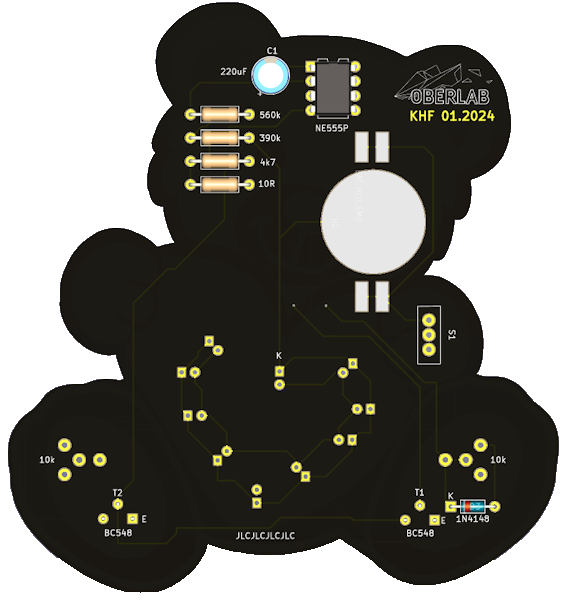 C1
220uF
OBERLAB
KHF 01.2024
560k
NE555P
390k
4k7
10R
S1
K
10k
10k
T2
E
BC548
T1
E
BC548
K
1N4148
JLCJLCJLCJLC